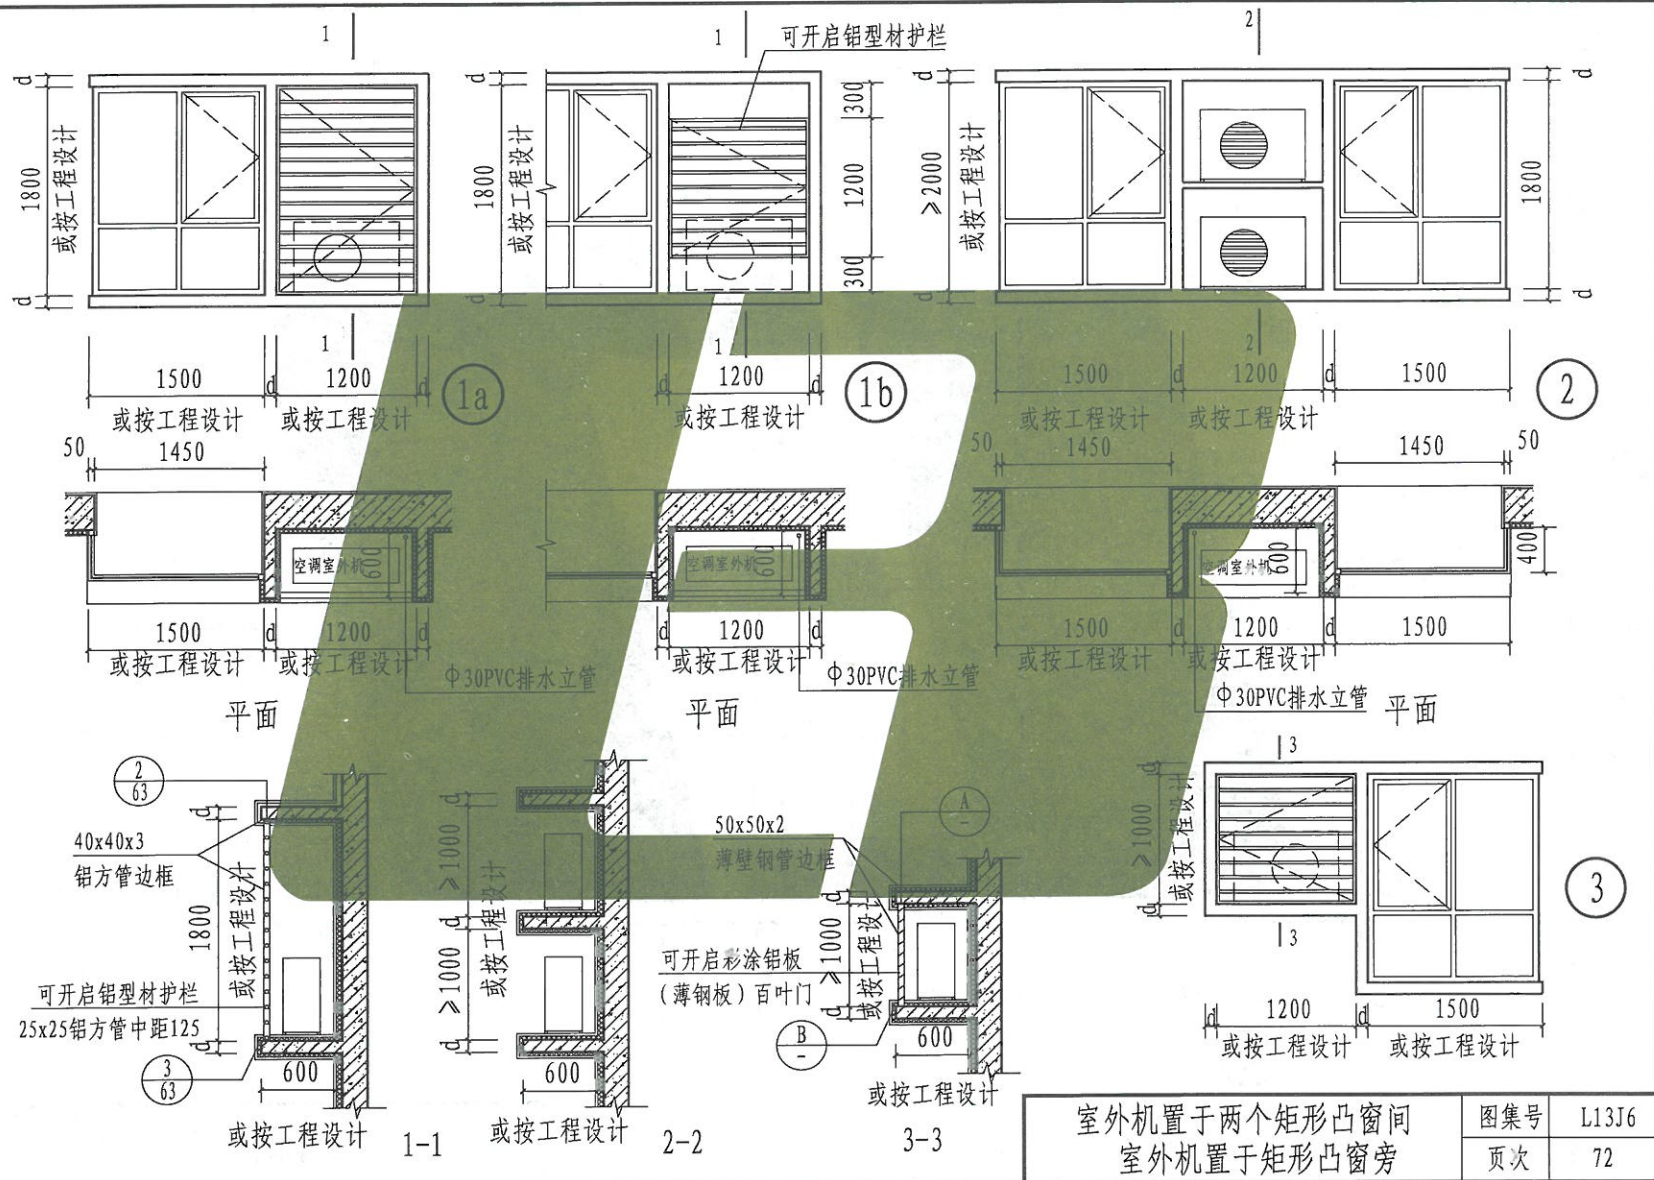 1
1
可开启铝型材护栏
2
d
1800
或按工程设计
d
d
1800
或按工程设计
d
300
1200
300
d
≥2000
或按工程设计
d
d
1800
d
1
1
2
1500
d
1200
d
或按工程设计
或按工程设计
1a
d
1200
d
或按工程设计
1b
1500
d
1200
d
1500
或按工程设计
或按工程设计
2
50
1450
50
1450
1450
50
空调室外机
600
空调室外机
600
空调室外机
600
400
1500
d
1200
d
或按工程设计
或按工程设计
Φ30PVC排水立管
平面
d
1200
d
或按工程设计
Φ30PVC排水立管
平面
1500
d
1200
d
1500
或按工程设计
或按工程设计
Φ30PVC排水立管
平面
2
63
40x40x3
铝方管边框
d
1800
或按工程设计
d
可开启铝型材护栏
25x25铝方管中距125
3
63
600
或按工程设计
1-1
d
≥1000
d
≥1000
d
或按工程设计
600
或按工程设计
2-2
A
-
50x50x2
薄壁钢管边框
d
≥1000
或按工程设计
d
可开启彩涂铝板
(薄钢板)百叶门
B
-
600
或按工程设计
3-3
3
d
≥1000
或按工程设计
d
3
3
d
1200
d
1500
或按工程设计
或按工程设计
室外机置于两个矩形凸窗间
室外机置于矩形凸窗旁
图集号
L13J6
页次
72